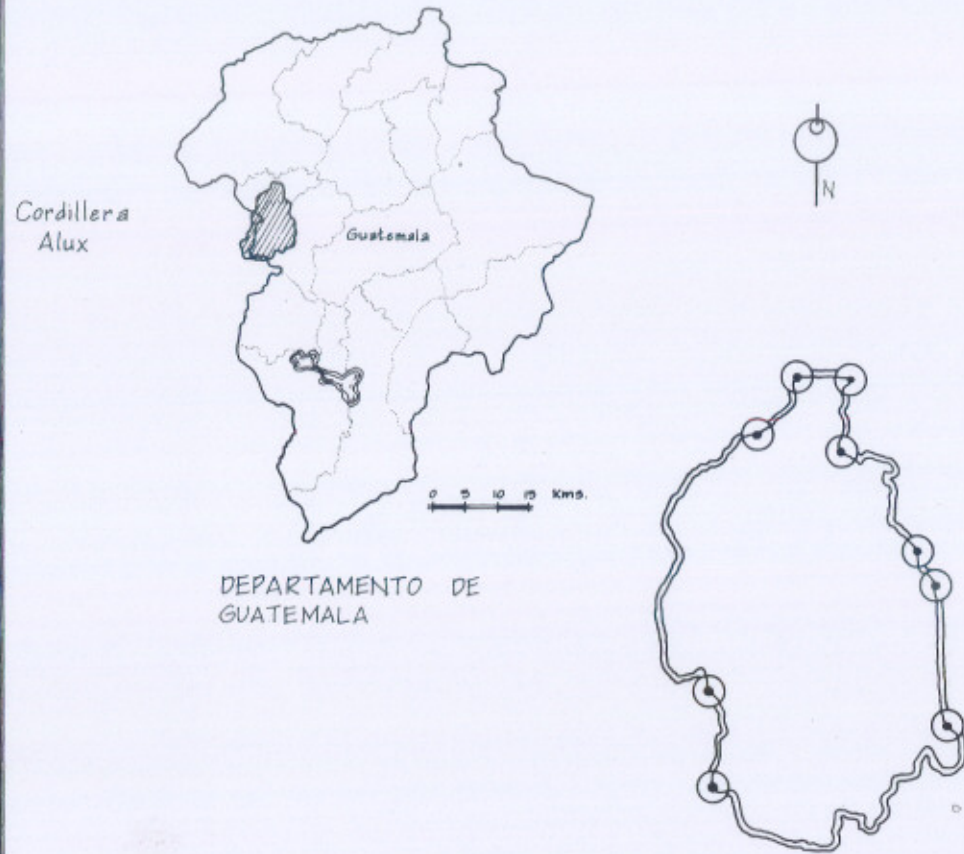 Cordillera
Alux
Guatemala
N
0 5 10 15 Kms.
DEPARTAMENTO DE
GUATEMALA